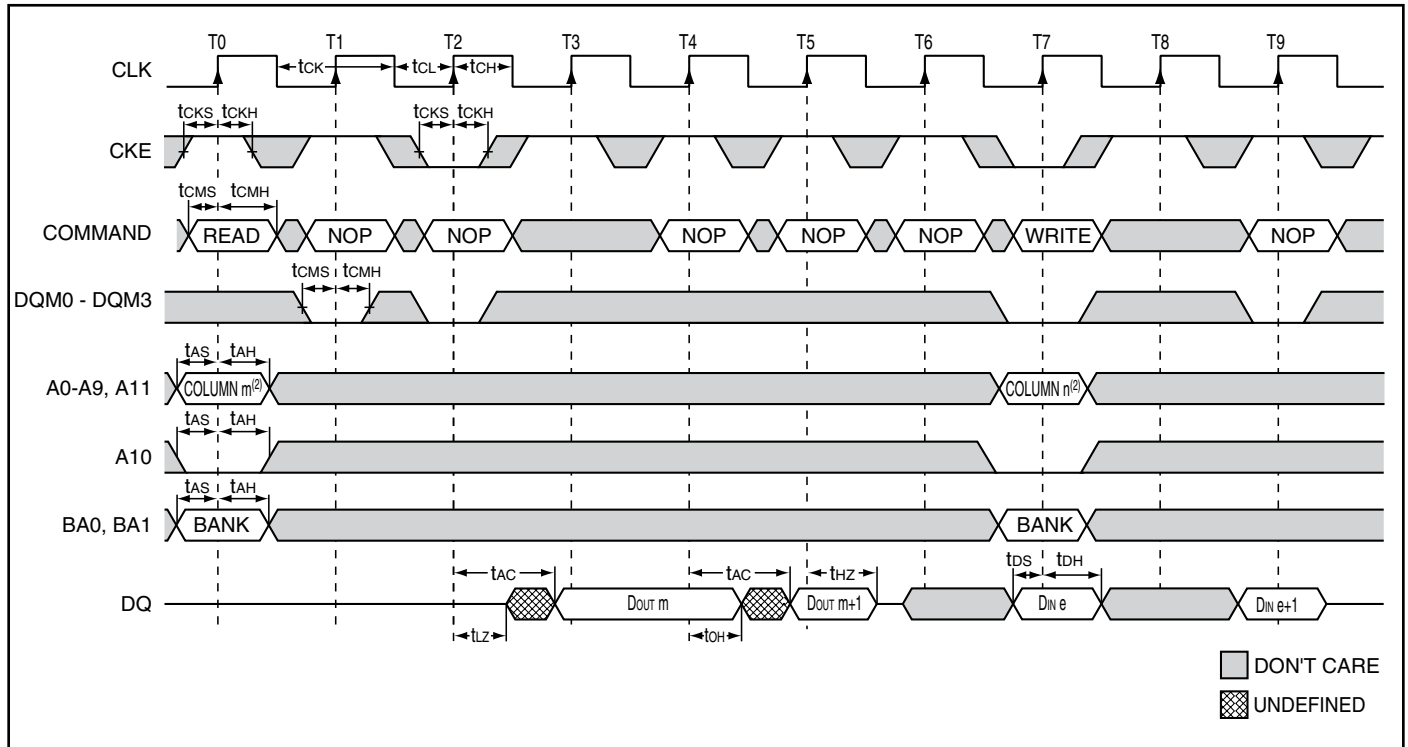 T0 T1 T2 T3 T4 T5 T6 T7 T8 T9
CLK tCK tCL tCH
tCKS tCKH tCKS tCKH
CKE
tCMS tCMH
COMMAND READ NOP NOP NOP NOP NOP WRITE NOP
tCMS tCMH
DQM0 - DQM3
tAS tAH
A0-A9, A11 COLUMN m(2) COLUMN n(2)
tAS tAH
A10
tAS tAH
BA0, BA1 BANK BANK
tAC tAC tHZ tDS tDH
DQ DOUT m DOUT m+1 DIN e DIN e+1
tLZ tOH
DON'T CARE
UNDEFINED